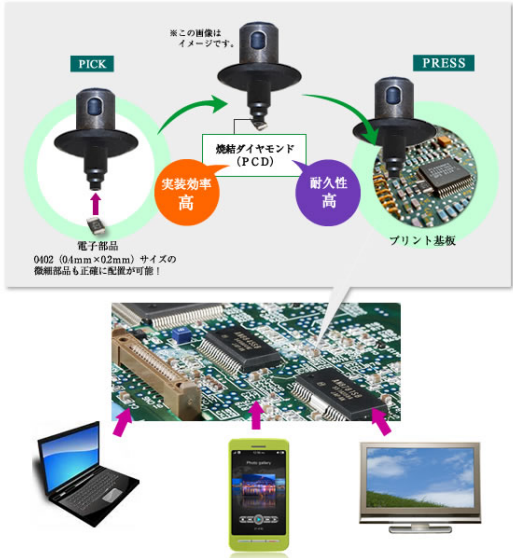 ※この画像は
イメージです。
PICK
PRESS
焼結ダイヤモンド
(PCD)
実装効率
高
耐久性
高
電子部品
0402(0.4mm×0.2mm)サイズの
微細部品も正確に配置が可能!
プリント基板
Photo gallery